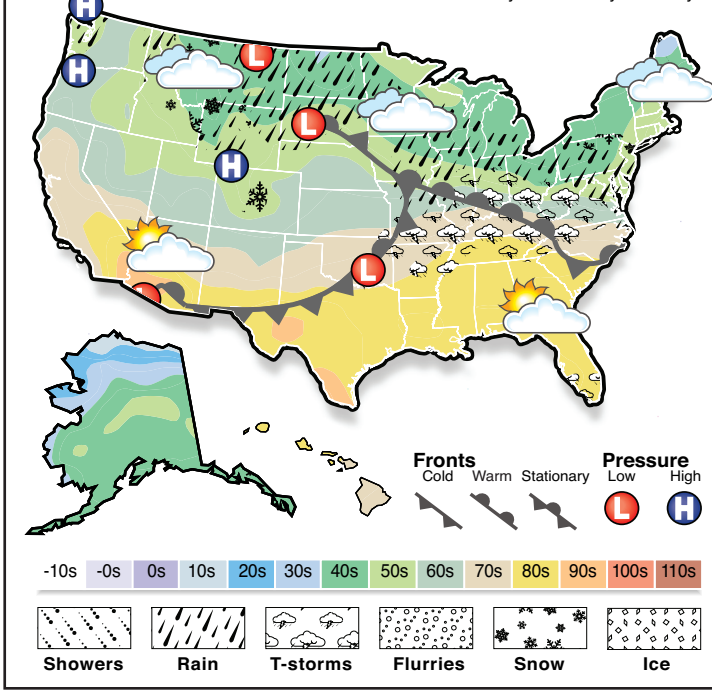 H
H
L
L
H
L
Fronts
Pressure
Cold Warm Stationary
Low High
L H
-10s -0s 0s 10s 20s 30s 40s 50s 60s 70s 80s 90s 100s 110s
Showers Rain T-storms Flurries Snow Ice